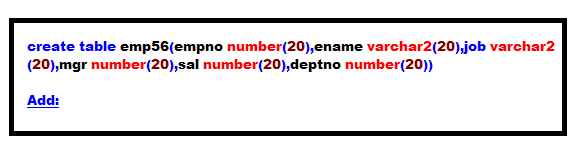 create table emp56(empno number(20),ename varchar2(20),job varchar2
(20),mgr number(20),sal number(20),deptno number(20))
Add: